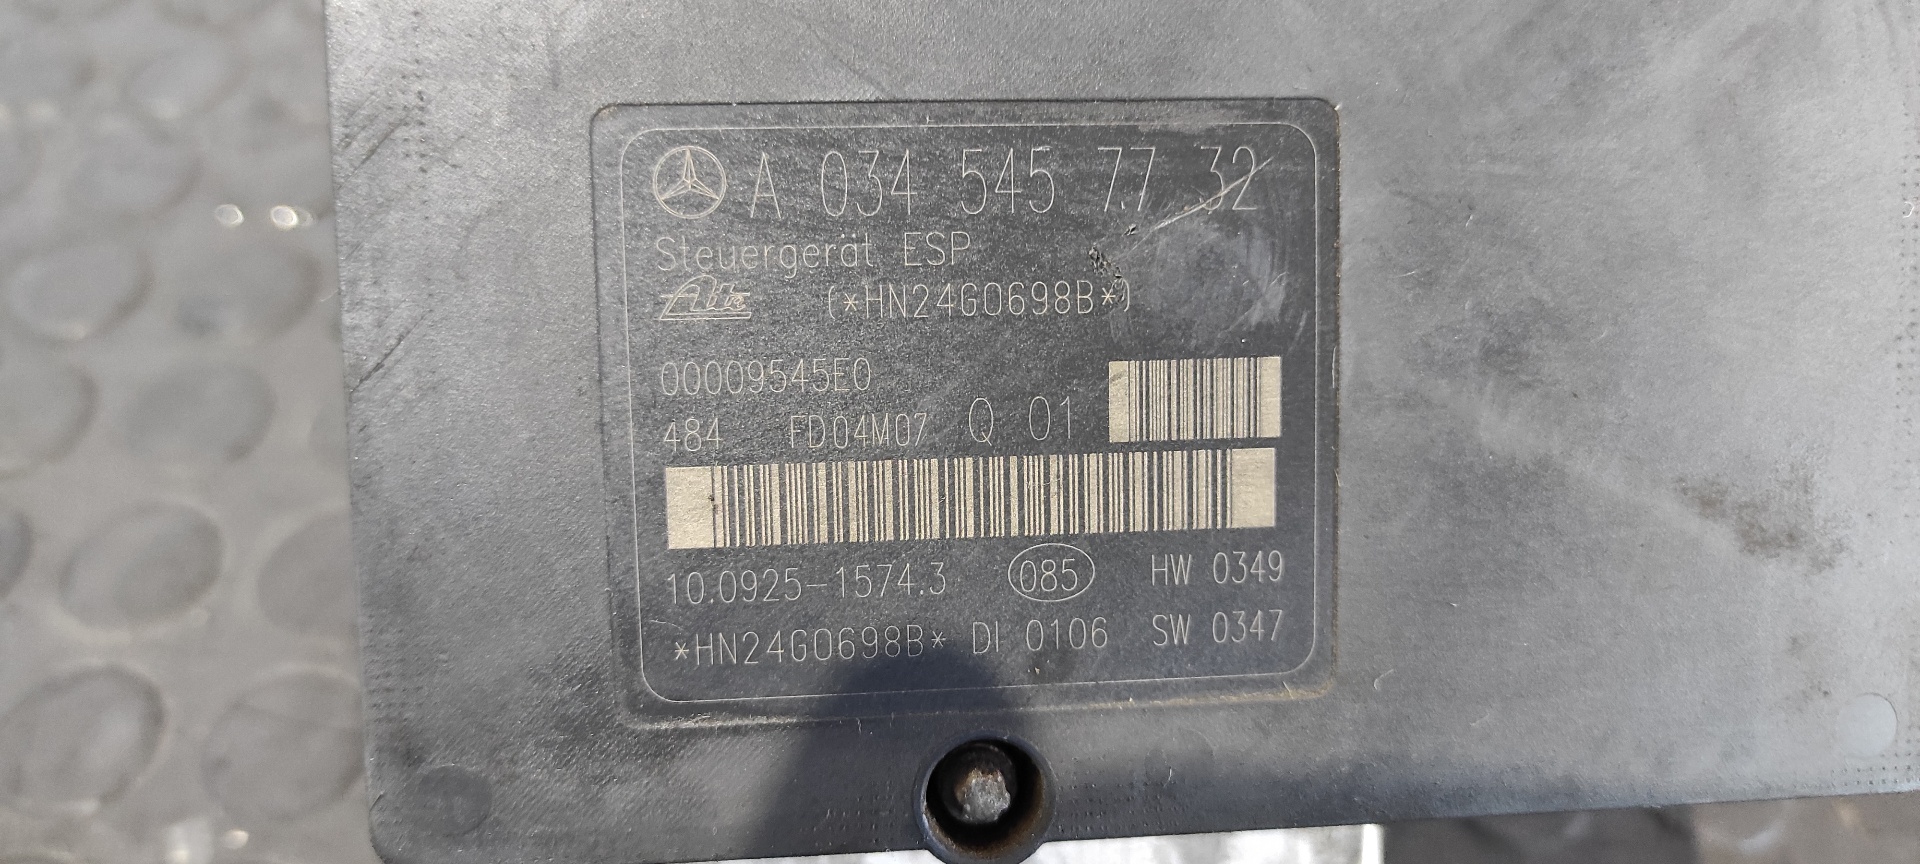 A 034 545 77 32
Steuergerät ESP
Ate (*HN24G0698B*)
00009545E0
484 FD04M07 Q 01
10.0925-1574.3 085 HW 0349
*HN24G0698B* DI 0106 SW 0347